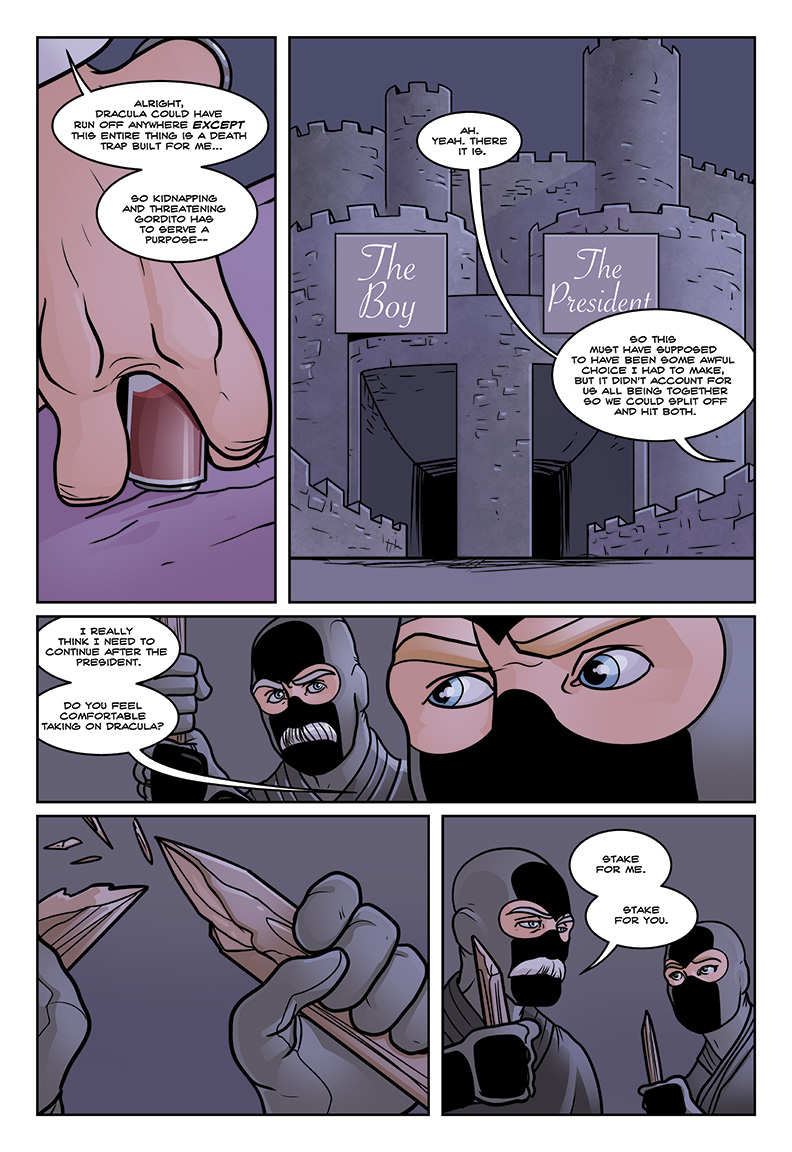 ALRIGHT,
DRACULA COULD HAVE
RUN OFF ANYWHERE EXCEPT
THIS ENTIRE THING IS A DEATH
TRAP BUILT FOR ME...
SO KIDNAPPING
AND THREATENING
GORDITO HAS
TO SERVE A
PURPOSE--
AH.
YEAH. THERE
IT IS.
The
Boy
The
President
SO THIS
MUST HAVE SUPPOSED
TO HAVE BEEN SOME AWFUL
CHOICE I HAD TO MAKE,
BUT IT DIDN'T ACCOUNT FOR
US ALL BEING TOGETHER
SO WE COULD SPLIT OFF
AND HIT BOTH.
I REALLY
THINK I NEED TO
CONTINUE AFTER THE
PRESIDENT.
DO YOU FEEL
COMFORTABLE
TAKING ON DRACULA?
STAKE
FOR ME.
STAKE
FOR YOU.